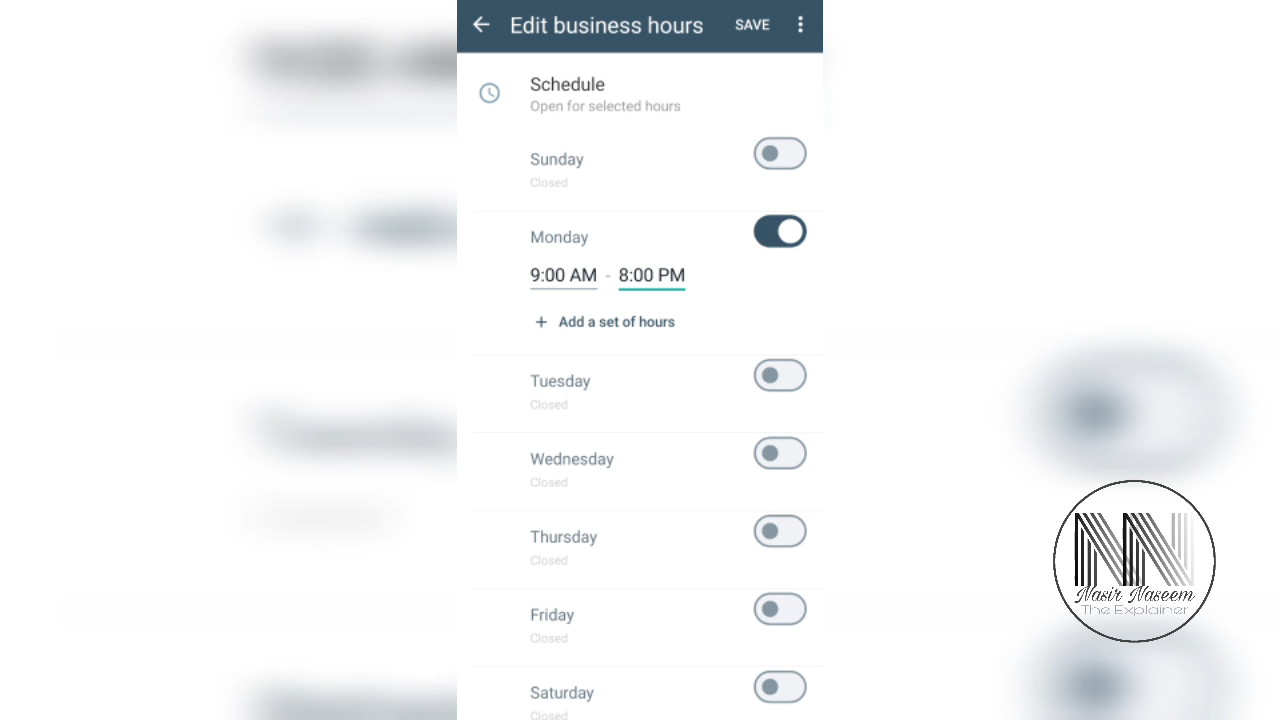 Edit business hours SAVE
Schedule
Open for selected hours
Sunday
Closed
Monday
9:00 AM - 8:00 PM
+ Add a set of hours
Tuesday
Closed
Wednesday
Closed
Thursday
Closed
Friday
Closed
Saturday
Closed
NN
Nasir Naseem
The Explainer